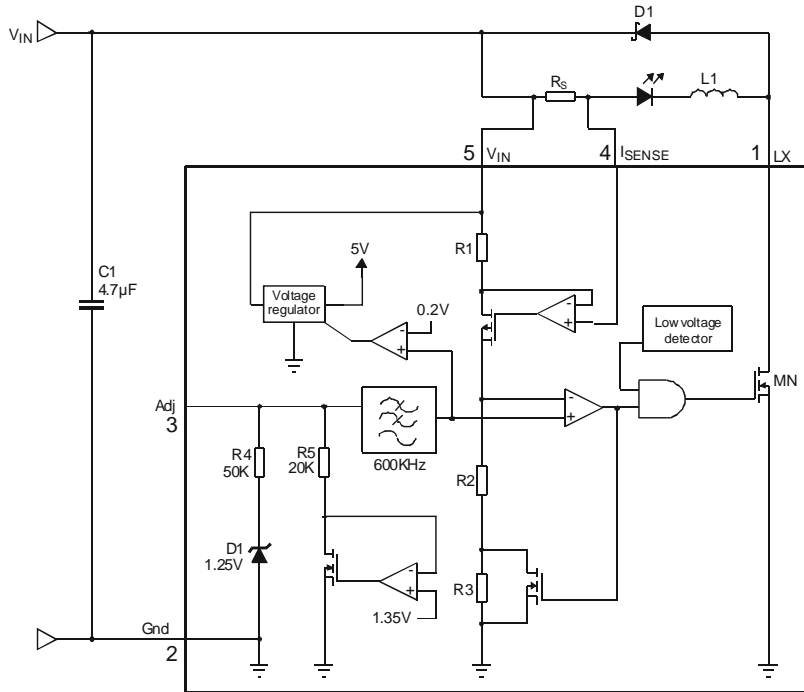 D1
VIN
RS
L1
5 VIN
4 ISENSE
1 LX
R1
5V
C1
4.7µF
Voltage
regulator
0.2V
Low voltage
detector
MN
Adj
3
R4
50K
R5
20K
600KHz
R2
D1
1.25V
R3
1.35V
Gnd
2